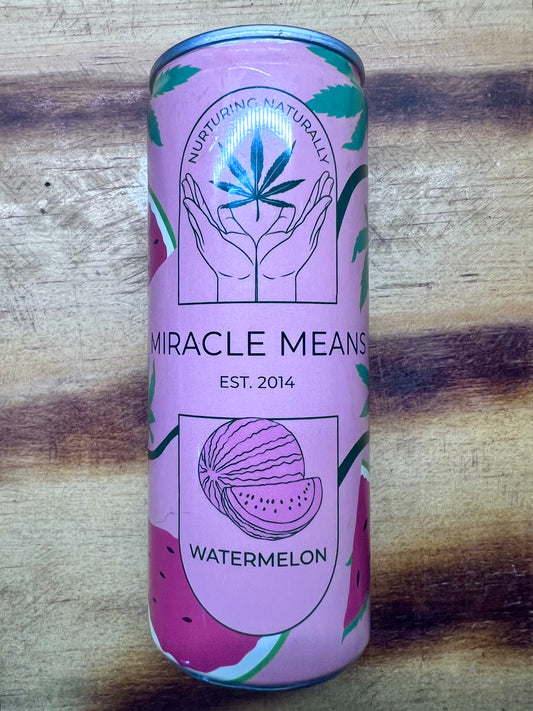 NURTURING NATURALLY
MIRACLE MEANS
EST. 2014
WATERMELON